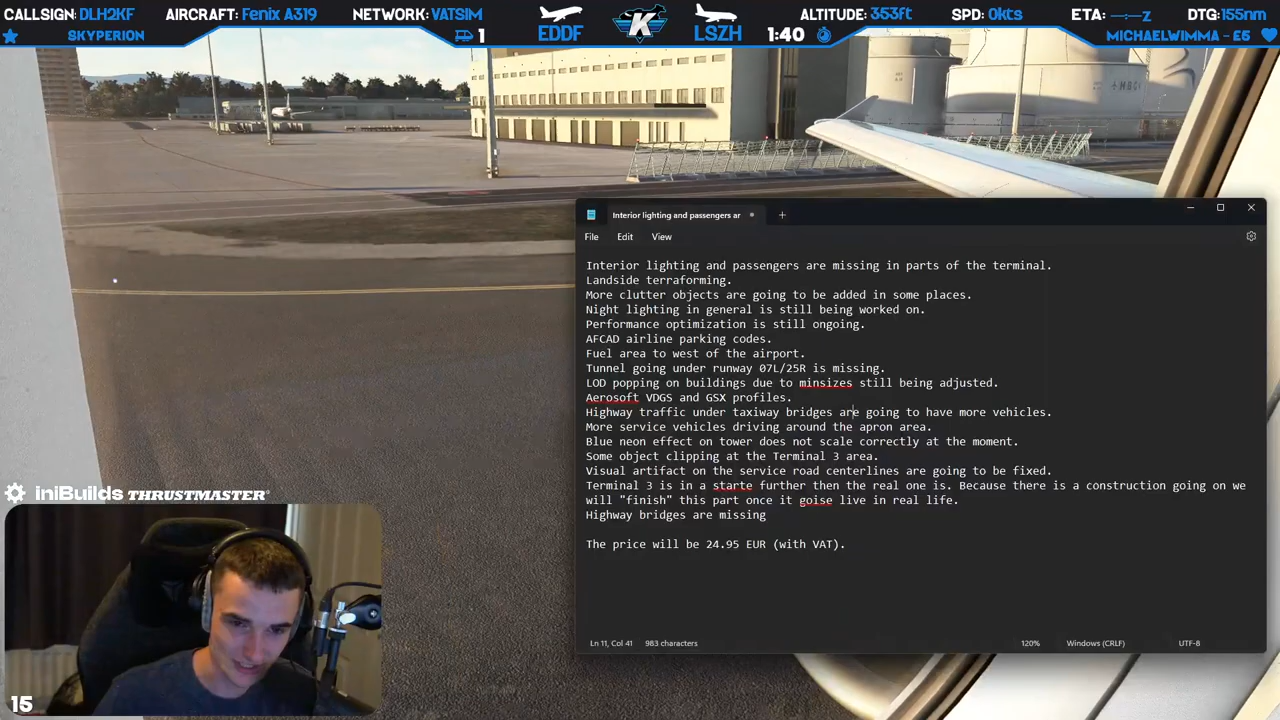 CALLSIGN: DLH2KF
AIRCRAFT: Fenix A319
NETWORK: VATSIM
ALTITUDE: 353ft
SPD: 0kts
ETA: --:--z
DTG: 155nm
SKYPERION
1
EDDF
K
LSZH
1:40
MICHAELWIMMA - E5
Interior lighting and passengers ar
File Edit View
Interior lighting and passengers are missing in parts of the terminal.
Landside terraforming.
More clutter objects are going to be added in some places.
Night lighting in general is still being worked on.
Performance optimization is still ongoing.
AFCAD airline parking codes.
Fuel area to west of the airport.
Tunnel going under runway 07L/25R is missing.
LOD popping on buildings due to minsizes still being adjusted.
Aerosoft VDGS and GSX profiles.
Highway traffic under taxiway bridges are going to have more vehicles.
More service vehicles driving around the apron area.
Blue neon effect on tower does not scale correctly at the moment.
Some object clipping at the Terminal 3 area.
Visual artifact on the service road centerlines are going to be fixed.
Terminal 3 is in a starte further then the real one is. Because there is a construction going on we
will "finish" this part once it goise live in real life.
Highway bridges are missing
The price will be 24.95 EUR (with VAT).
Ln 11, Col 41 983 characters 120% Windows (CRLF) UTF-8
iniBuilds THRUSTMASTER
15